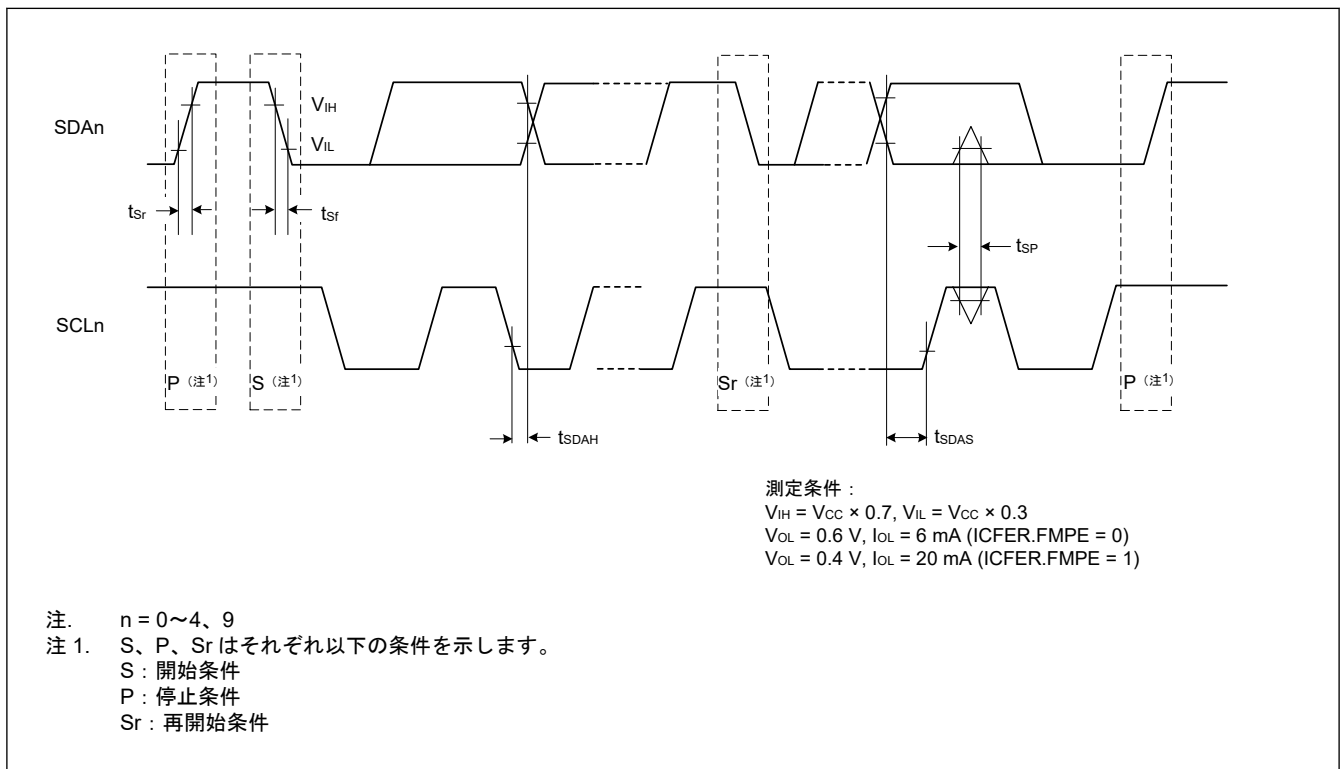 SDAn
VIH
VIL
tSr
tSf
tSP
SCLn
P（注1）
S（注1）
Sr（注1）
P（注1）
tSDAH
tSDAS
測定条件：
VIH = VCC × 0.7, VIL = VCC × 0.3
VOL = 0.6 V, IOL = 6 mA (ICFER.FMPE = 0)
VOL = 0.4 V, IOL = 20 mA (ICFER.FMPE = 1)
注. n = 0～4、9
注 1. S、P、Sr はそれぞれ以下の条件を示します。
S：開始条件
P：停止条件
Sr：再開始条件